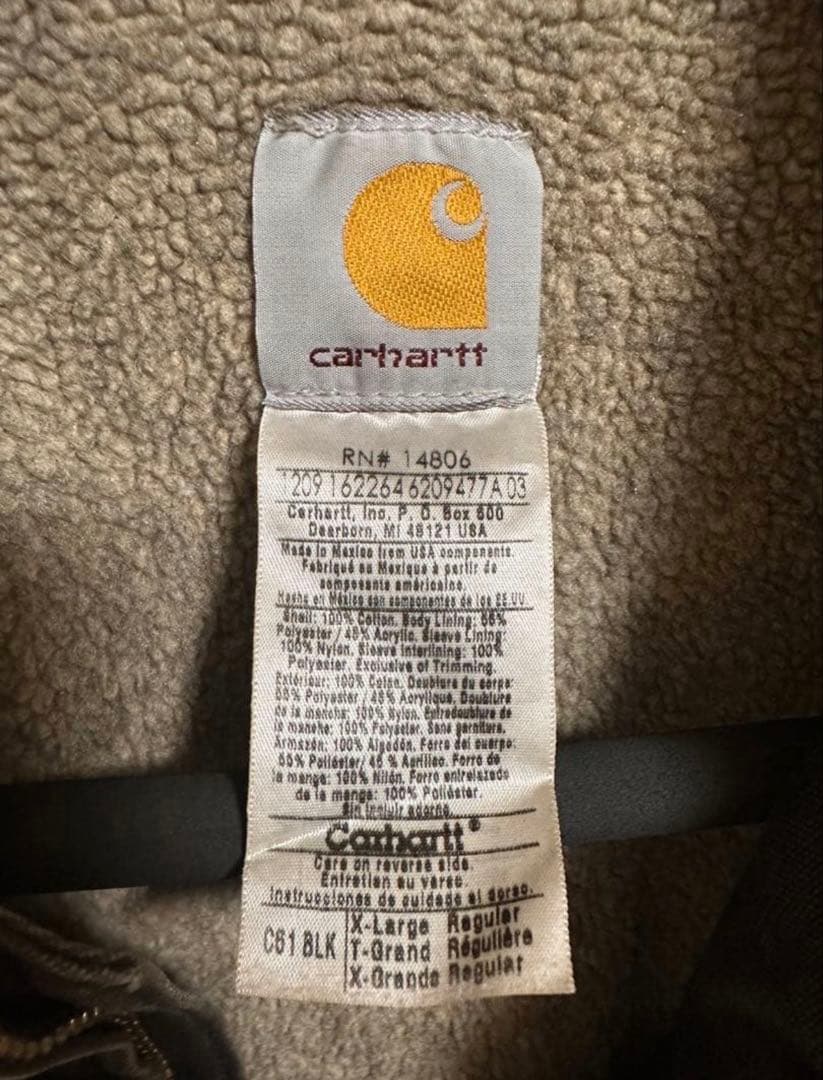 carhartt
RN# 14806
1209 162264 6209477A 03
Carhartt, Inc. P. O. Box 600
Dearborn, MI 48121 USA
Made in Mexico from USA components.
Fabriqué au Mexique à partir de
composants américains.
Hecho en México con componentes de los EE.UU.
Shell: 100% Cotton. Body Lining: 55%
Polyester / 45% Acrylic. Sleeve Lining:
100% Nylon. Sleeve Interlining: 100%
Polyester. Exclusive of Trimming.
Extérieur: 100% Coton. Doublure du corps:
55% Polyester / 45% Acrylique. Doublure
de la manche: 100% Nylon. Entredoublure de
la manche: 100% Polyester. Sans garniture.
Armazón: 100% Algodón. Forro del cuerpo:
55% Poliéster/ 45 % Acrílico. Forro de
la manga: 100% Nilón. Forro entrelazado
de la manga: 100% Poliéster.
Sin incluir adorno.
Carhartt®
Care on reverse side.
Entretien au verso.
Instrucciones de cuidado al dorso.
C61 BLK
X-Large Regular
T-Grand Régulière
X-Grande Regular